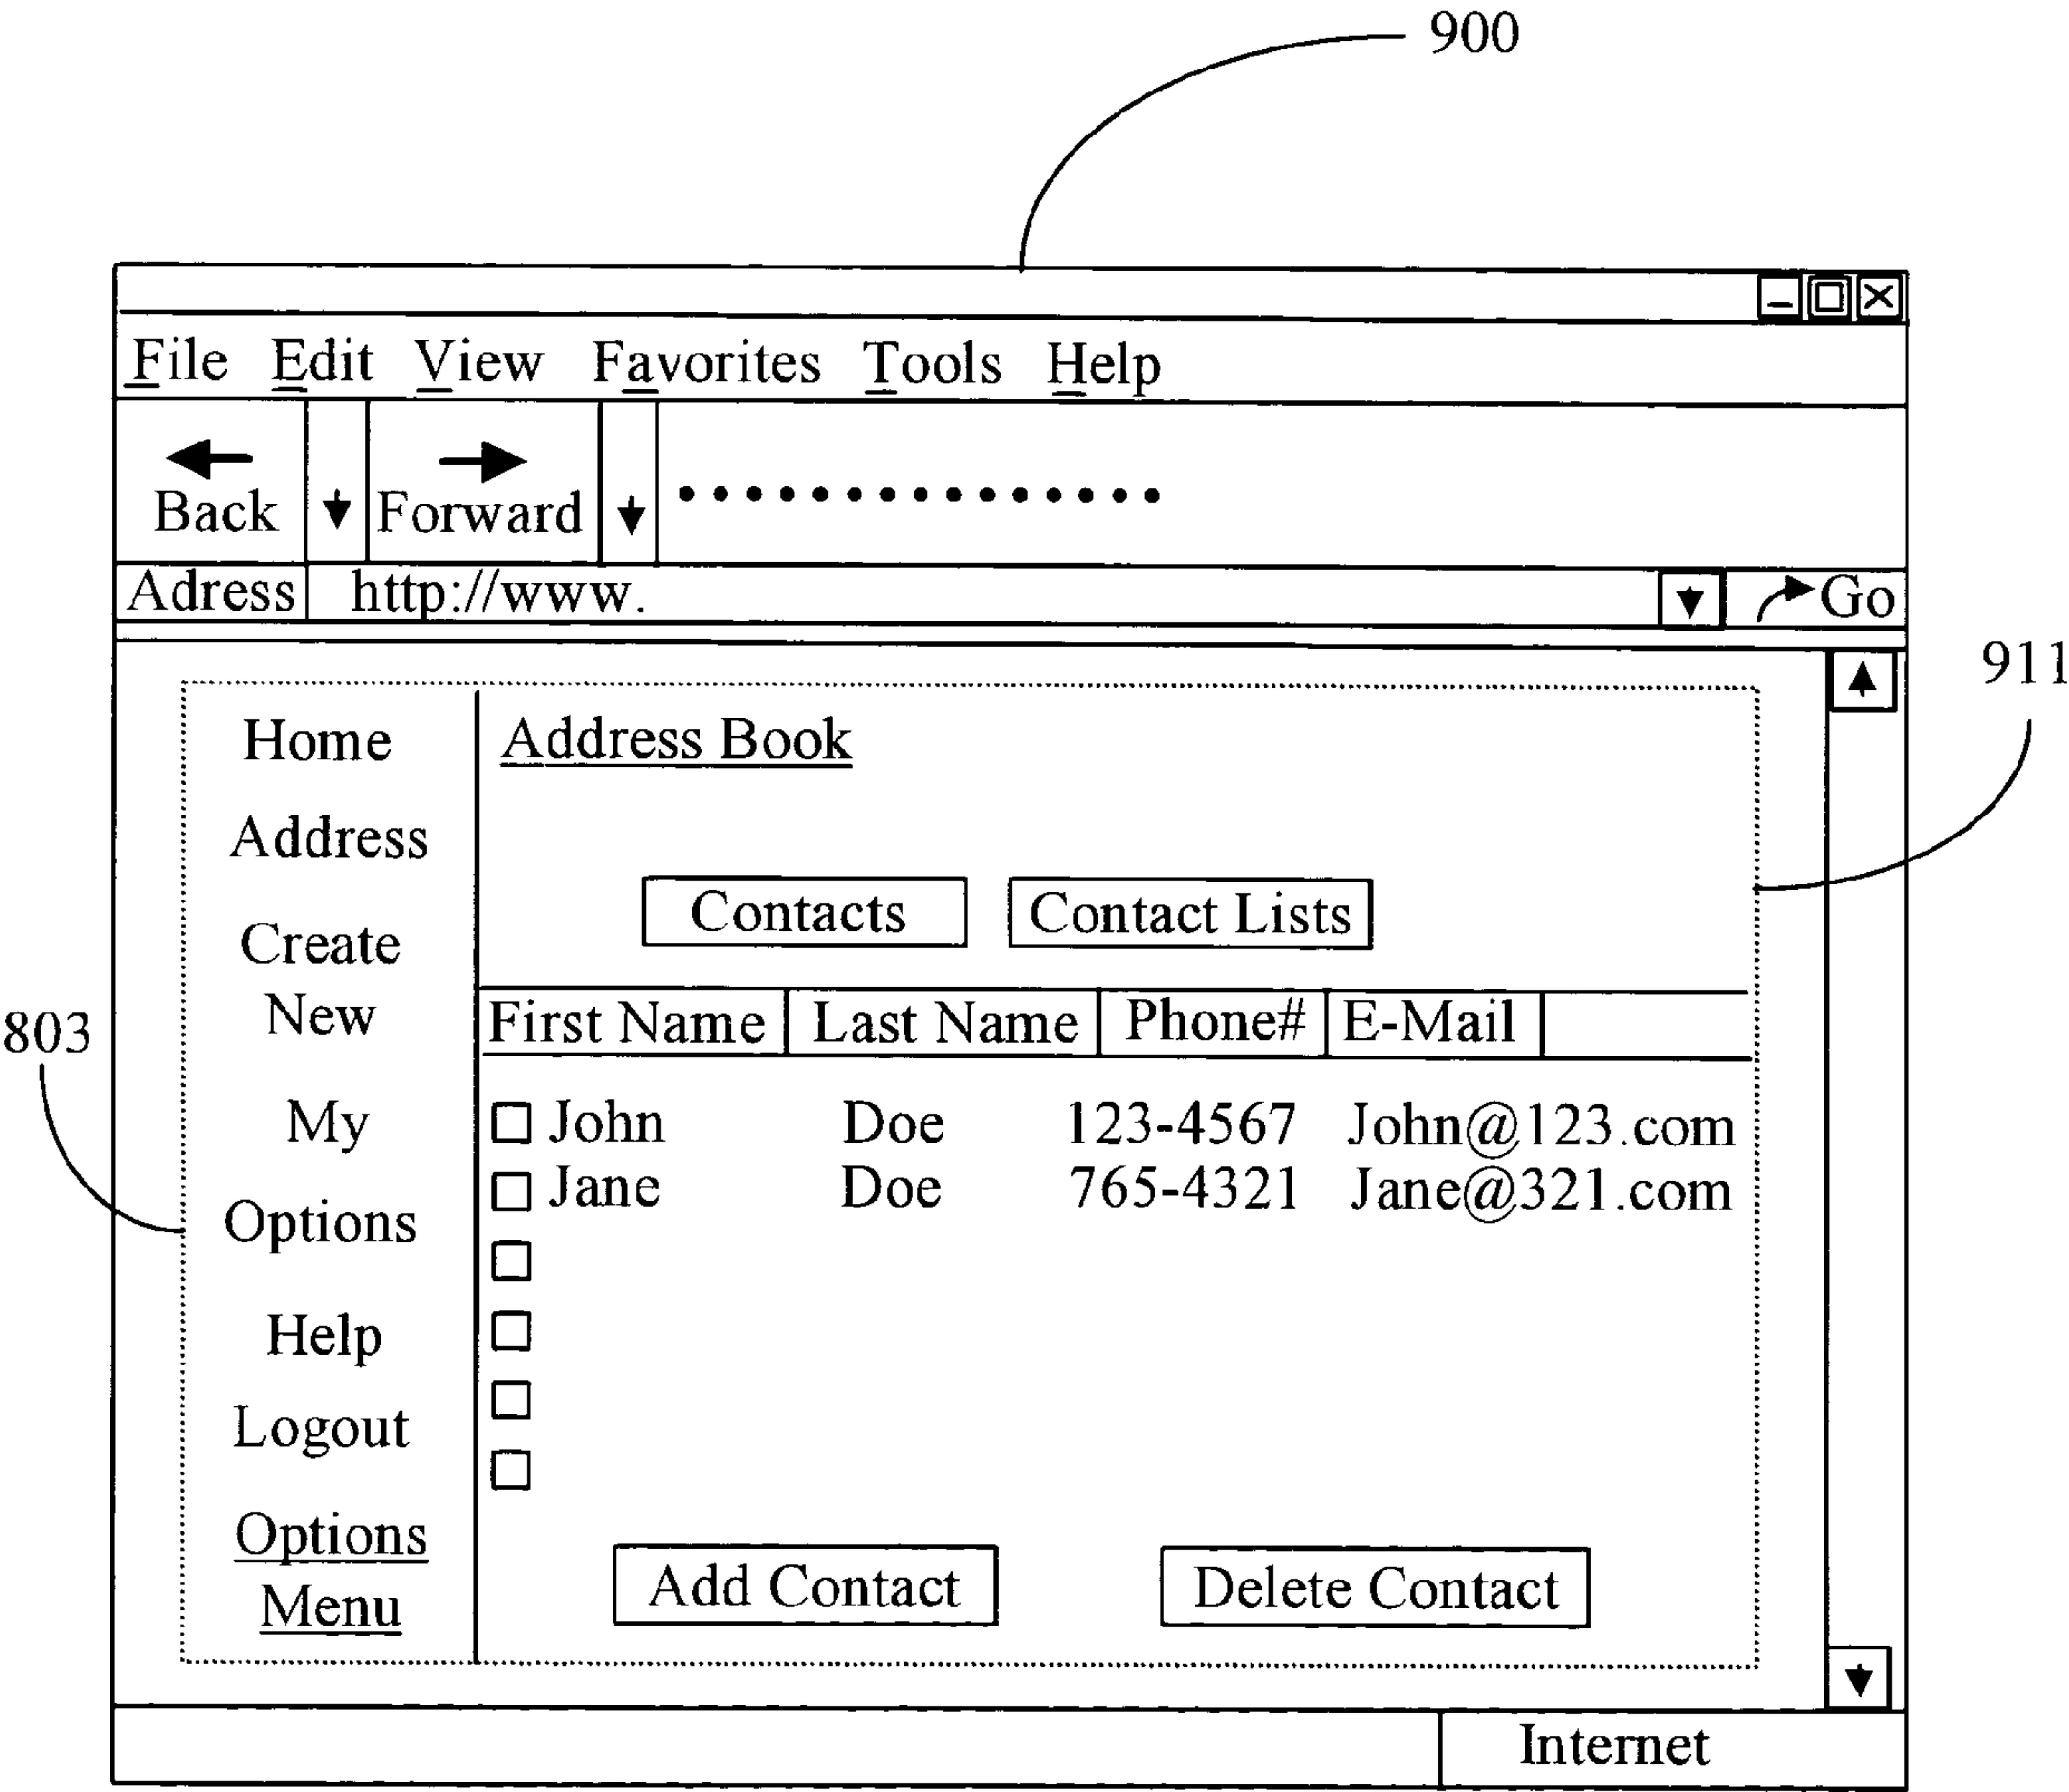 900
File Edit View Favorites Tools Help
Back Forward
Adress http://www. Go
911
Home
Address
Create
New
My
Options
Help
Logout
Options
Menu
803
Address Book
Contacts Contact Lists
First Name Last Name Phone# E-Mail
John Doe 123-4567 John@123.com
Jane Doe 765-4321 Jane@321.com
Add Contact Delete Contact
Internet